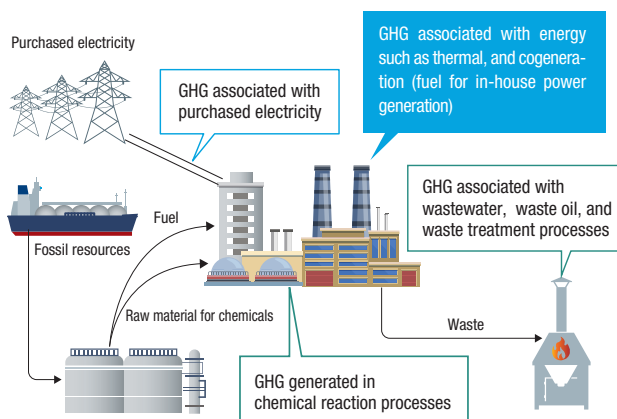 Purchased electricity
GHG associated with
purchased electricity
GHG associated with energy
such as thermal, and cogene-
ration (fuel for in-house power
generation)
GHG associated with
wastewater, waste oil, and
waste treatment processes
Fuel
Fossil resources
Raw material for chemicals
Waste
GHG generated in
chemical reaction processes